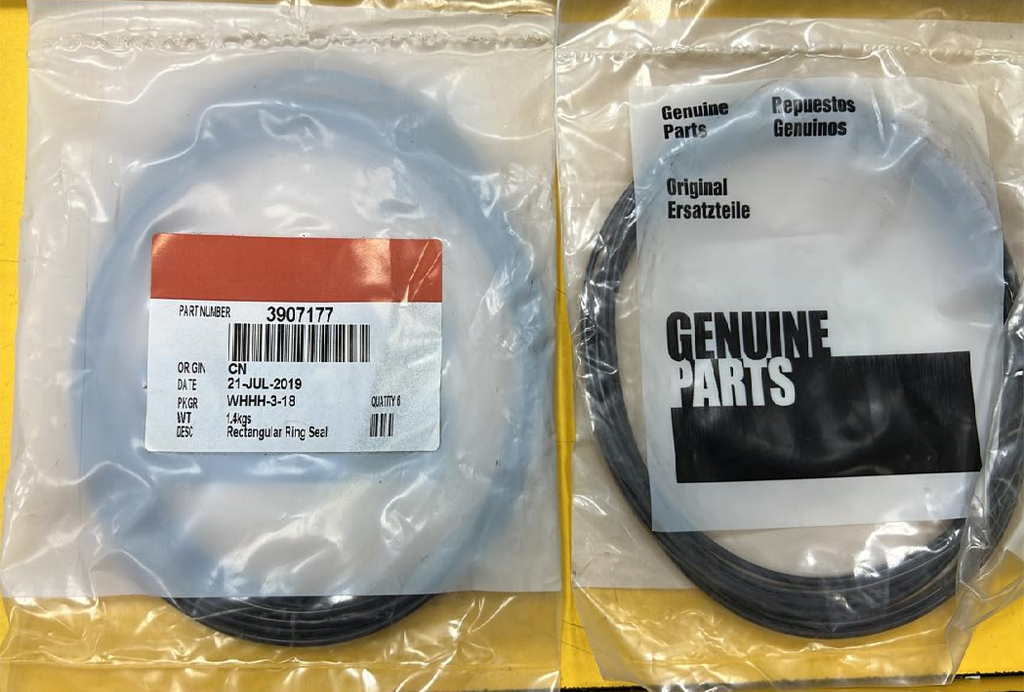 PART NUMBER 3907177
ORIGIN CN
DATE 21-JUL-2019
PKGR WHHH-3-18
QUATITY 6
WT 1.4kgs
DESC Rectangular Ring Seal
Genuine
Parts
Repuestos
Genuinos
Original
Ersatzteile
GENUINE
PARTS